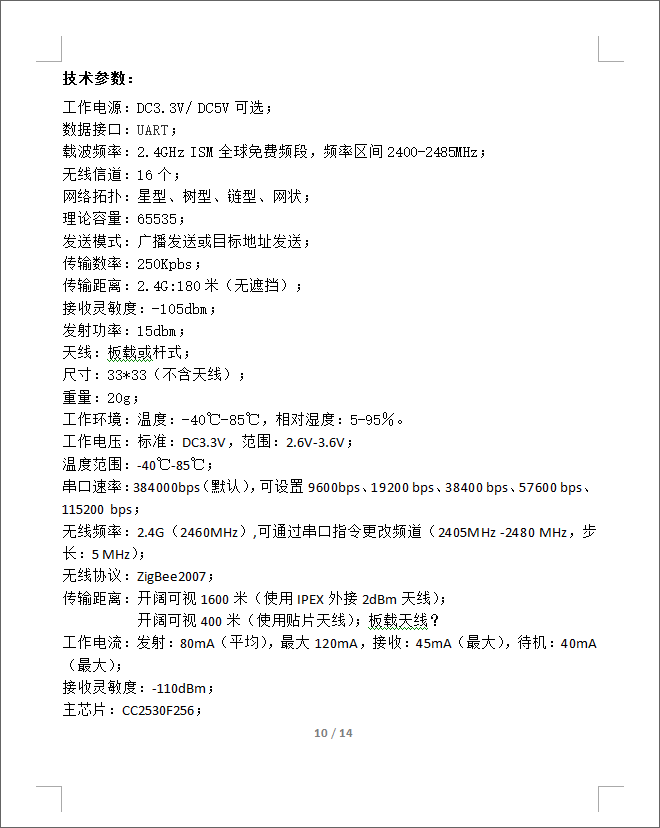 技术参数：
工作电源：DC3.3V/ DC5V 可选；
数据接口：UART；
载波频率：2.4GHz ISM 全球免费频段，频率区间 2400-2485MHz；
无线信道：16 个；
网络拓扑：星型、树型、链型、网状；
理论容量：65535；
发送模式：广播发送或目标地址发送；
传输数率：250Kpbs；
传输距离：2.4G:180 米（无遮挡）；
接收灵敏度：-105dbm；
发射功率：15dbm；
天线：板载或杆式；
尺寸：33*33（不含天线）；
重量：20g；
工作环境：温度：-40℃-85℃，相对湿度：5-95%。
工作电压：标准：DC3.3V，范围：2.6V-3.6V；
温度范围：-40℃-85℃；
串口速率：384000bps（默认），可设置 9600bps、19200 bps、38400 bps、57600 bps、
115200 bps；
无线频率：2.4G（2460MHz）,可通过串口指令更改频道（2405MHz -2480 MHz，步
长：5 MHz）；
无线协议：ZigBee2007；
传输距离：开阔可视 1600 米（使用 IPEX 外接 2dBm 天线）；
开阔可视 400 米（使用贴片天线）；板载天线？
工作电流：发射：80mA（平均），最大 120mA，接收：45mA（最大），待机：40mA
（最大）；
接收灵敏度：-110dBm；
主芯片：CC2530F256；
10 / 14